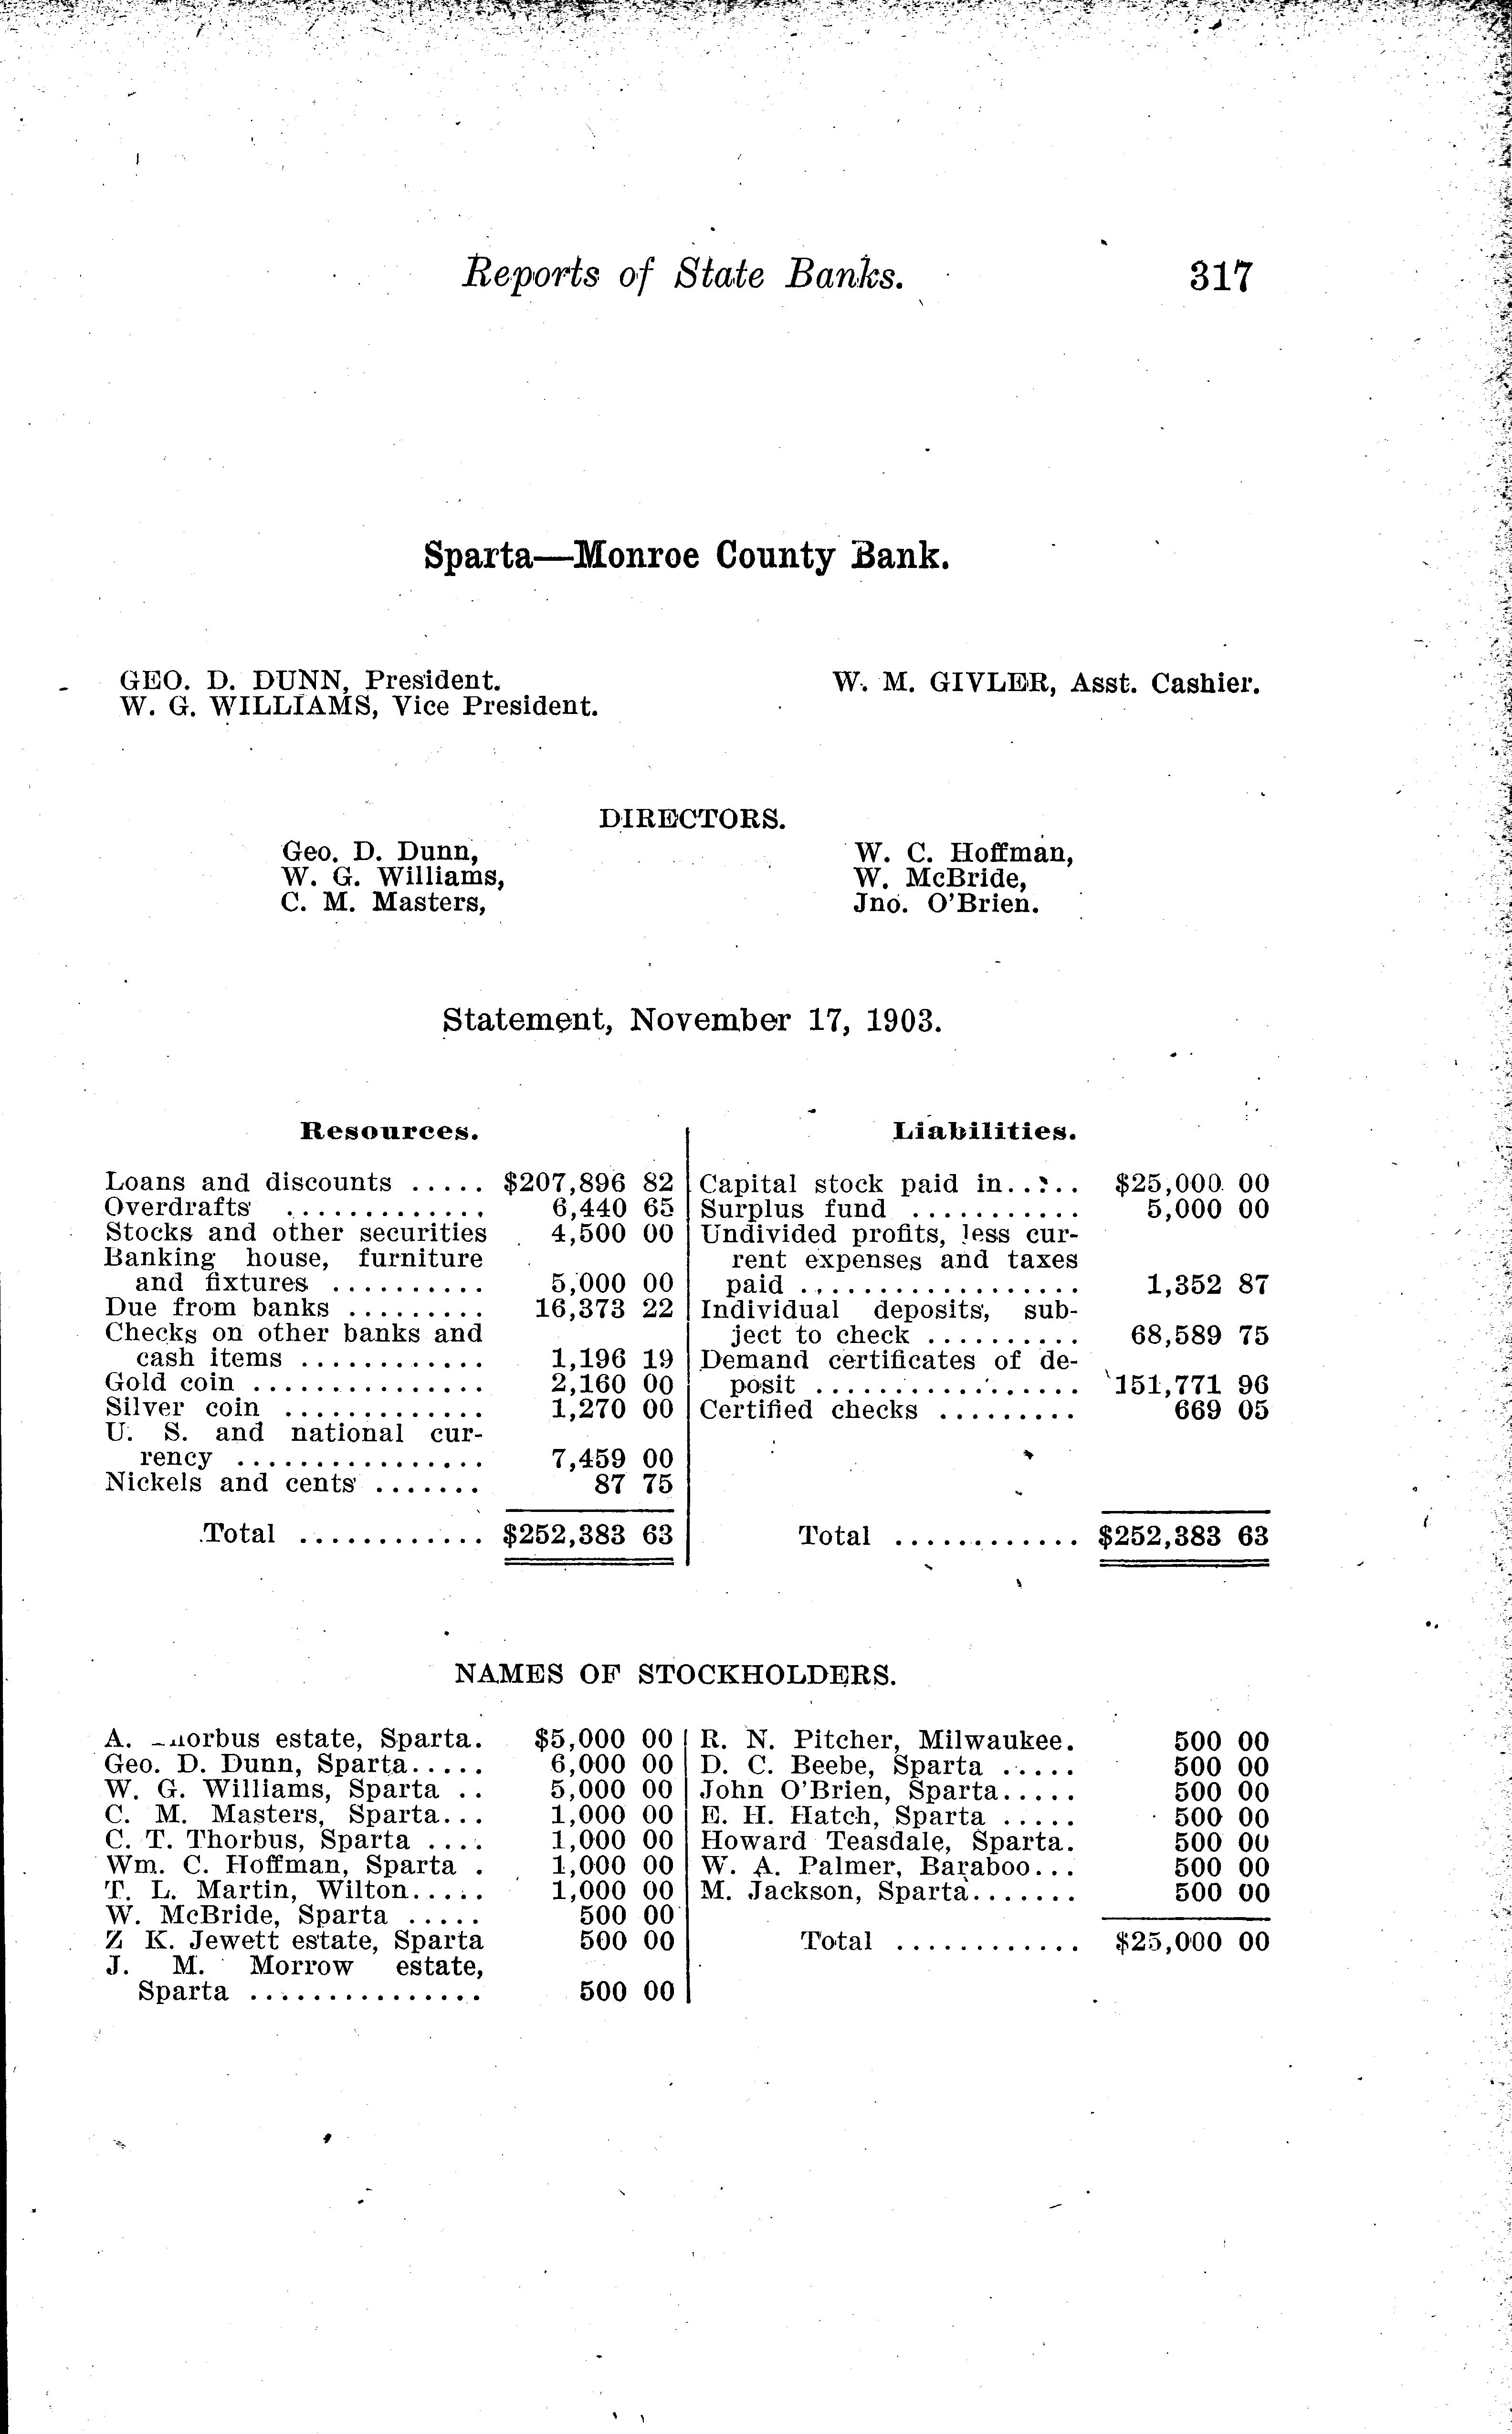 Reports of State Banks. 317
Sparta—Monroe County Bank.
GEO. D. DUNN, President.
W. G. WILLIAMS, Vice President.
W. M. GIVLER, Asst. Cashier.
DIRECTORS.
Geo. D. Dunn,
W. G. Williams,
C. M. Masters,
W. C. Hoffman,
W. McBride,
Jno. O'Brien.
Statement, November 17, 1903.
Resources.
Loans and discounts ..... $207,896 82
Overdrafts ............. 6,440 65
Stocks and other securities 4,500 00
Banking house, furniture
and fixtures .......... 5,000 00
Due from banks ......... 16,373 22
Checks on other banks and
cash items ............ 1,196 19
Gold coin ............... 2,160 00
Silver coin ............. 1,270 00
U. S. and national cur-
rency ................ 7,459 00
Nickels and cents ....... 87 75
Total ............ $252,383 63
Liabilities.
Capital stock paid in..... $25,000 00
Surplus fund ........... 5,000 00
Undivided profits, less cur-
rent expenses and taxes
paid .................. 1,352 87
Individual deposits, sub-
ject to check .......... 68,589 75
Demand certificates of de-
posit ................. 151,771 96
Certified checks ......... 669 05
Total ............ $252,383 63
NAMES OF STOCKHOLDERS.
A. estate, Sparta. $5,000 00
Geo. D. Dunn, Sparta..... 6,000 00
W. G. Williams, Sparta .. 5,000 00
C. M. Masters, Sparta... 1,000 00
C. T. Thorbus, Sparta .... 1,000 00
Wm. C. Hoffman, Sparta . 1,000 00
T. L. Martin, Wilton..... 1,000 00
W. McBride, Sparta ..... 500 00
Z K. Jewett estate, Sparta 500 00
J. M. Morrow estate,
Sparta ............... 500 00
R. N. Pitcher, Milwaukee. 500 00
D. C. Beebe, Sparta ..... 500 00
John O'Brien, Sparta..... 500 00
E. H. Hatch, Sparta ..... 500 00
Howard Teasdale, Sparta. 500 00
W. A. Palmer, Baraboo... 500 00
M. Jackson, Sparta....... 500 00
Total ............ $25,000 00